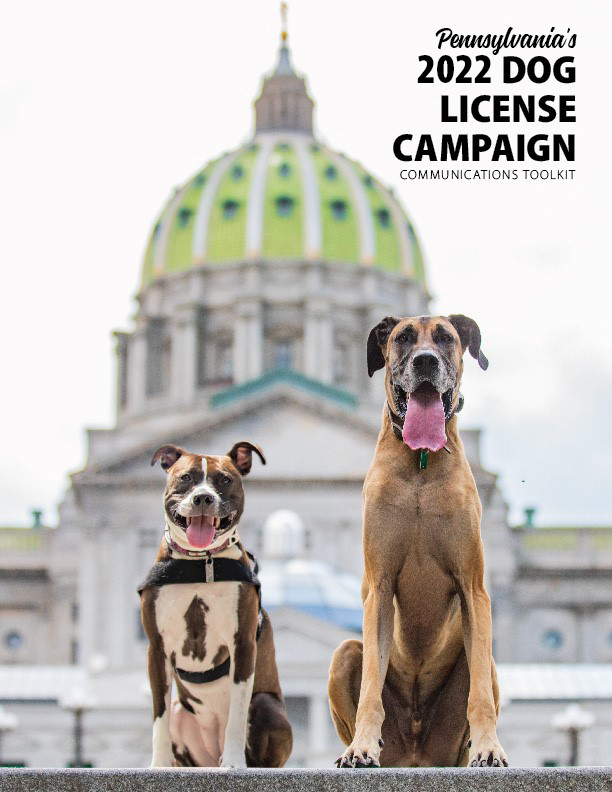 Pennsylvania's
2022 DOG
LICENSE
CAMPAIGN
COMMUNICATIONS TOOLKIT